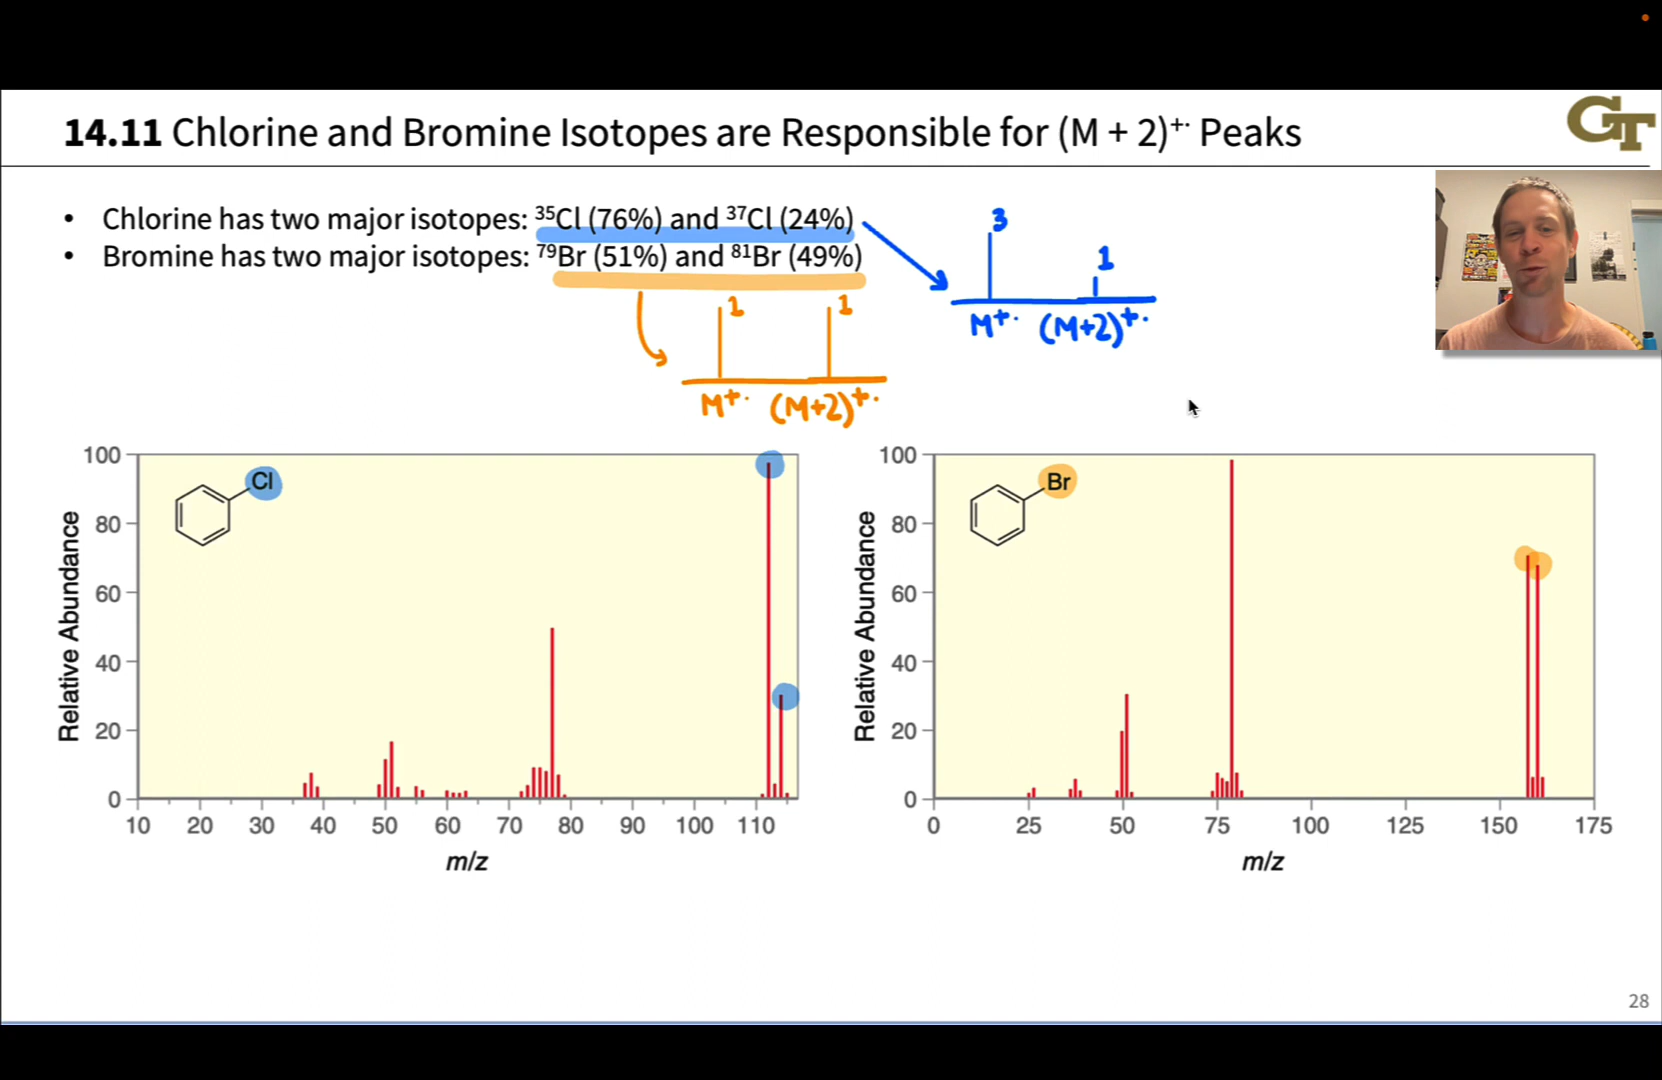 14.11 Chlorine and Bromine Isotopes are Responsible for (M + 2)⁺· Peaks
GT
• Chlorine has two major isotopes: ³⁵Cl (76%) and ³⁷Cl (24%)
• Bromine has two major isotopes: ⁷⁹Br (51%) and ⁸¹Br (49%)
3
1
M⁺· (M+2)⁺·
1 1
M⁺· (M+2)⁺·
Relative Abundance
100
80
60
40
20
0
Cl
10 20 30 40 50 60 70 80 90 100 110
m/z
Relative Abundance
100
80
60
40
20
0
Br
0 25 50 75 100 125 150 175
m/z
28